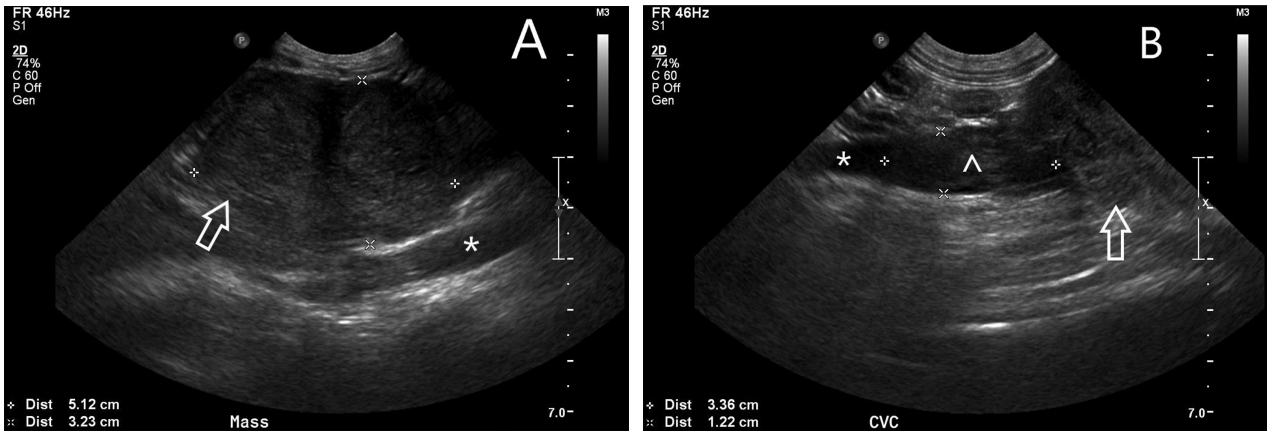 FR 46Hz
S1
2D
74%
C 60
P Off
Gen
P
A
M3
x
*
7.0
Dist 5.12 cm
Dist 3.23 cm
Mass
FR 46Hz
S1
2D
74%
C 60
P Off
Gen
P
B
M3
x
*
^
7.0
Dist 3.36 cm
Dist 1.22 cm
CVC